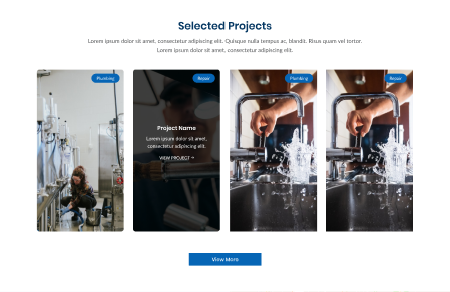 Selected Projects
Lorem ipsum dolor sit amet, consectetur adipiscing elit. Quisque nulla tempus ac, blandit. Risus quam vel tortor.
Lorem ipsum dolor sit amet, consectetur adipiscing elit.
Plumbing
Repair
Plumbing
Repair
Project Name
Lorem ipsum dolor sit amet,
consectetur adipiscing elit.
VIEW PROJECT
View More